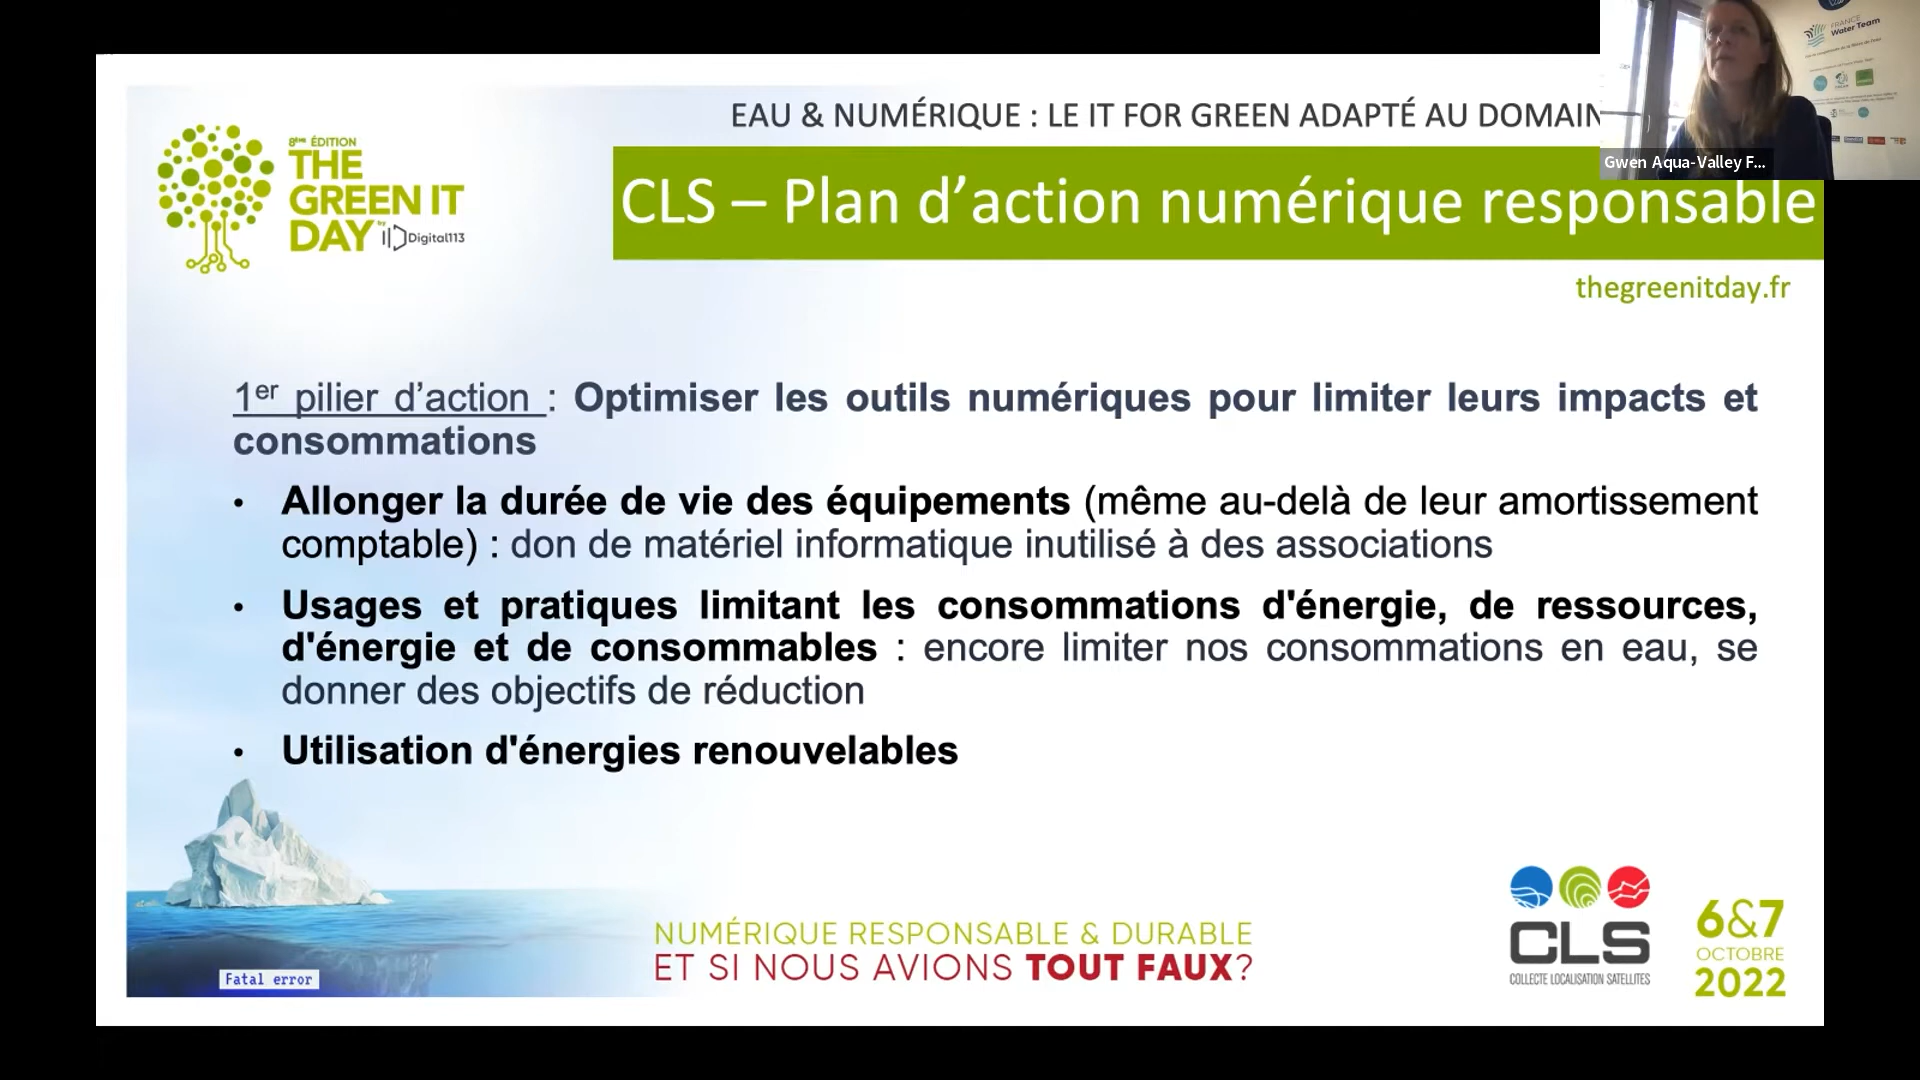 EAU & NUMÉRIQUE : LE IT FOR GREEN ADAPTÉ AU DOMAIN
8ÈME ÉDITION
THE
GREEN IT
DAY
by Digital113
CLS – Plan d’action numérique responsable
thegreenitday.fr
FRANCE
Water Team
Gwen Aqua-Valley F...
1er pilier d’action : Optimiser les outils numériques pour limiter leurs impacts et
consommations
• Allonger la durée de vie des équipements (même au-delà de leur amortissement
comptable) : don de matériel informatique inutilisé à des associations
• Usages et pratiques limitant les consommations d'énergie, de ressources,
d'énergie et de consommables : encore limiter nos consommations en eau, se
donner des objectifs de réduction
• Utilisation d'énergies renouvelables
Fatal error
NUMÉRIQUE RESPONSABLE & DURABLE
ET SI NOUS AVIONS TOUT FAUX?
CLS
COLLECTE LOCALISATION SATELLITES
6&7
OCTOBRE
2022